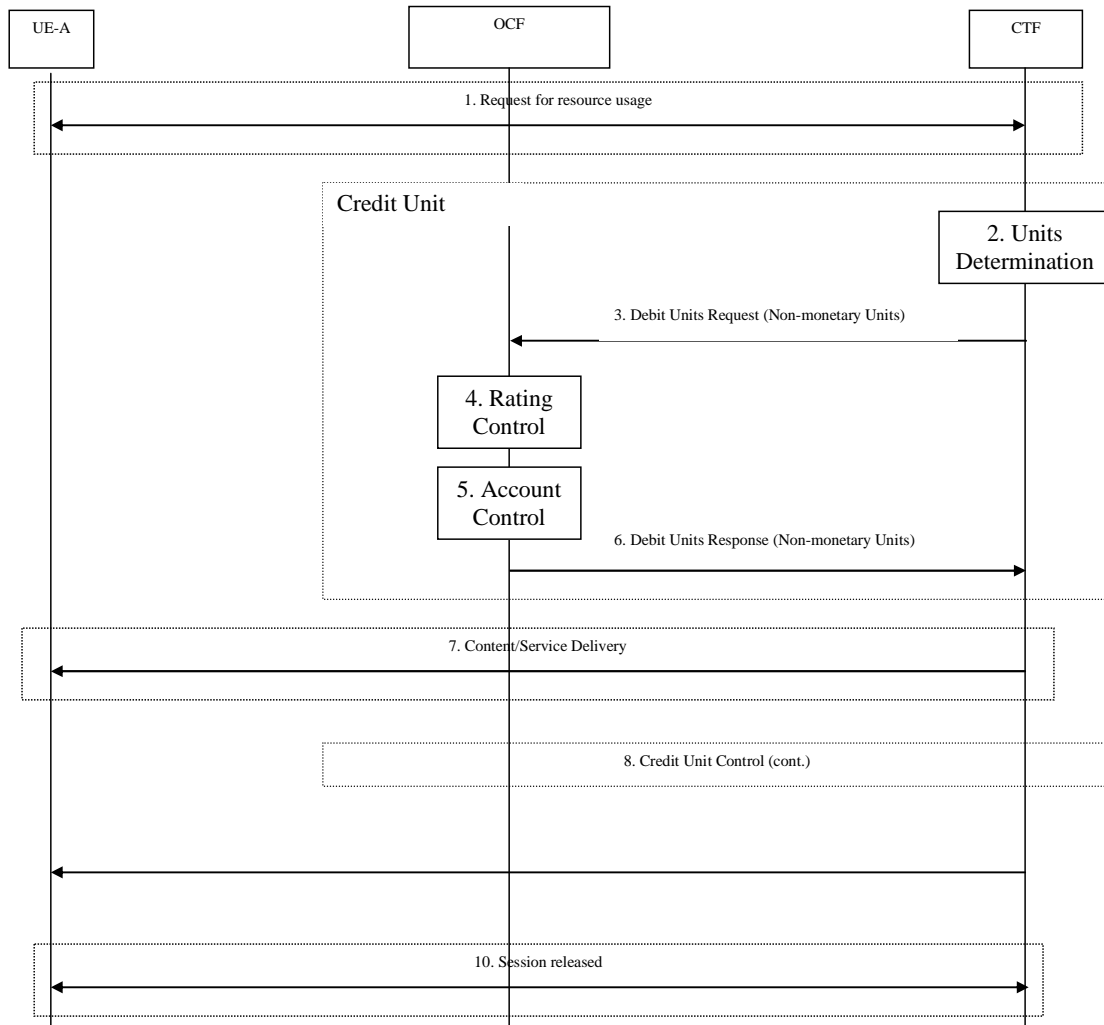 UE-A
OCF
CTF
1. Request for resource usage
Credit Unit
2. Units
Determination
3. Debit Units Request (Non-monetary Units)
4. Rating
Control
5. Account
Control
6. Debit Units Response (Non-monetary Units)
7. Content/Service Delivery
8. Credit Unit Control (cont.)
10. Session released